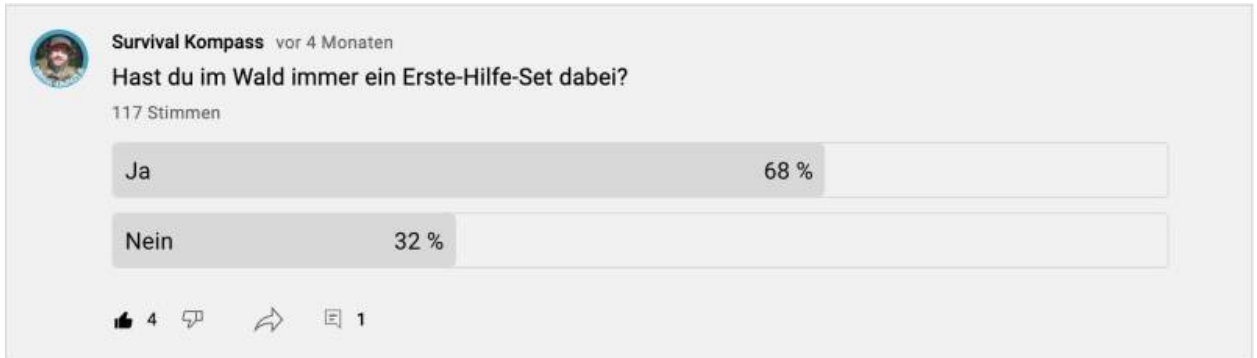 Survival Kompass vor 4 Monaten
Hast du im Wald immer ein Erste-Hilfe-Set dabei?
117 Stimmen
Ja 68 %
Nein 32 %
4 1